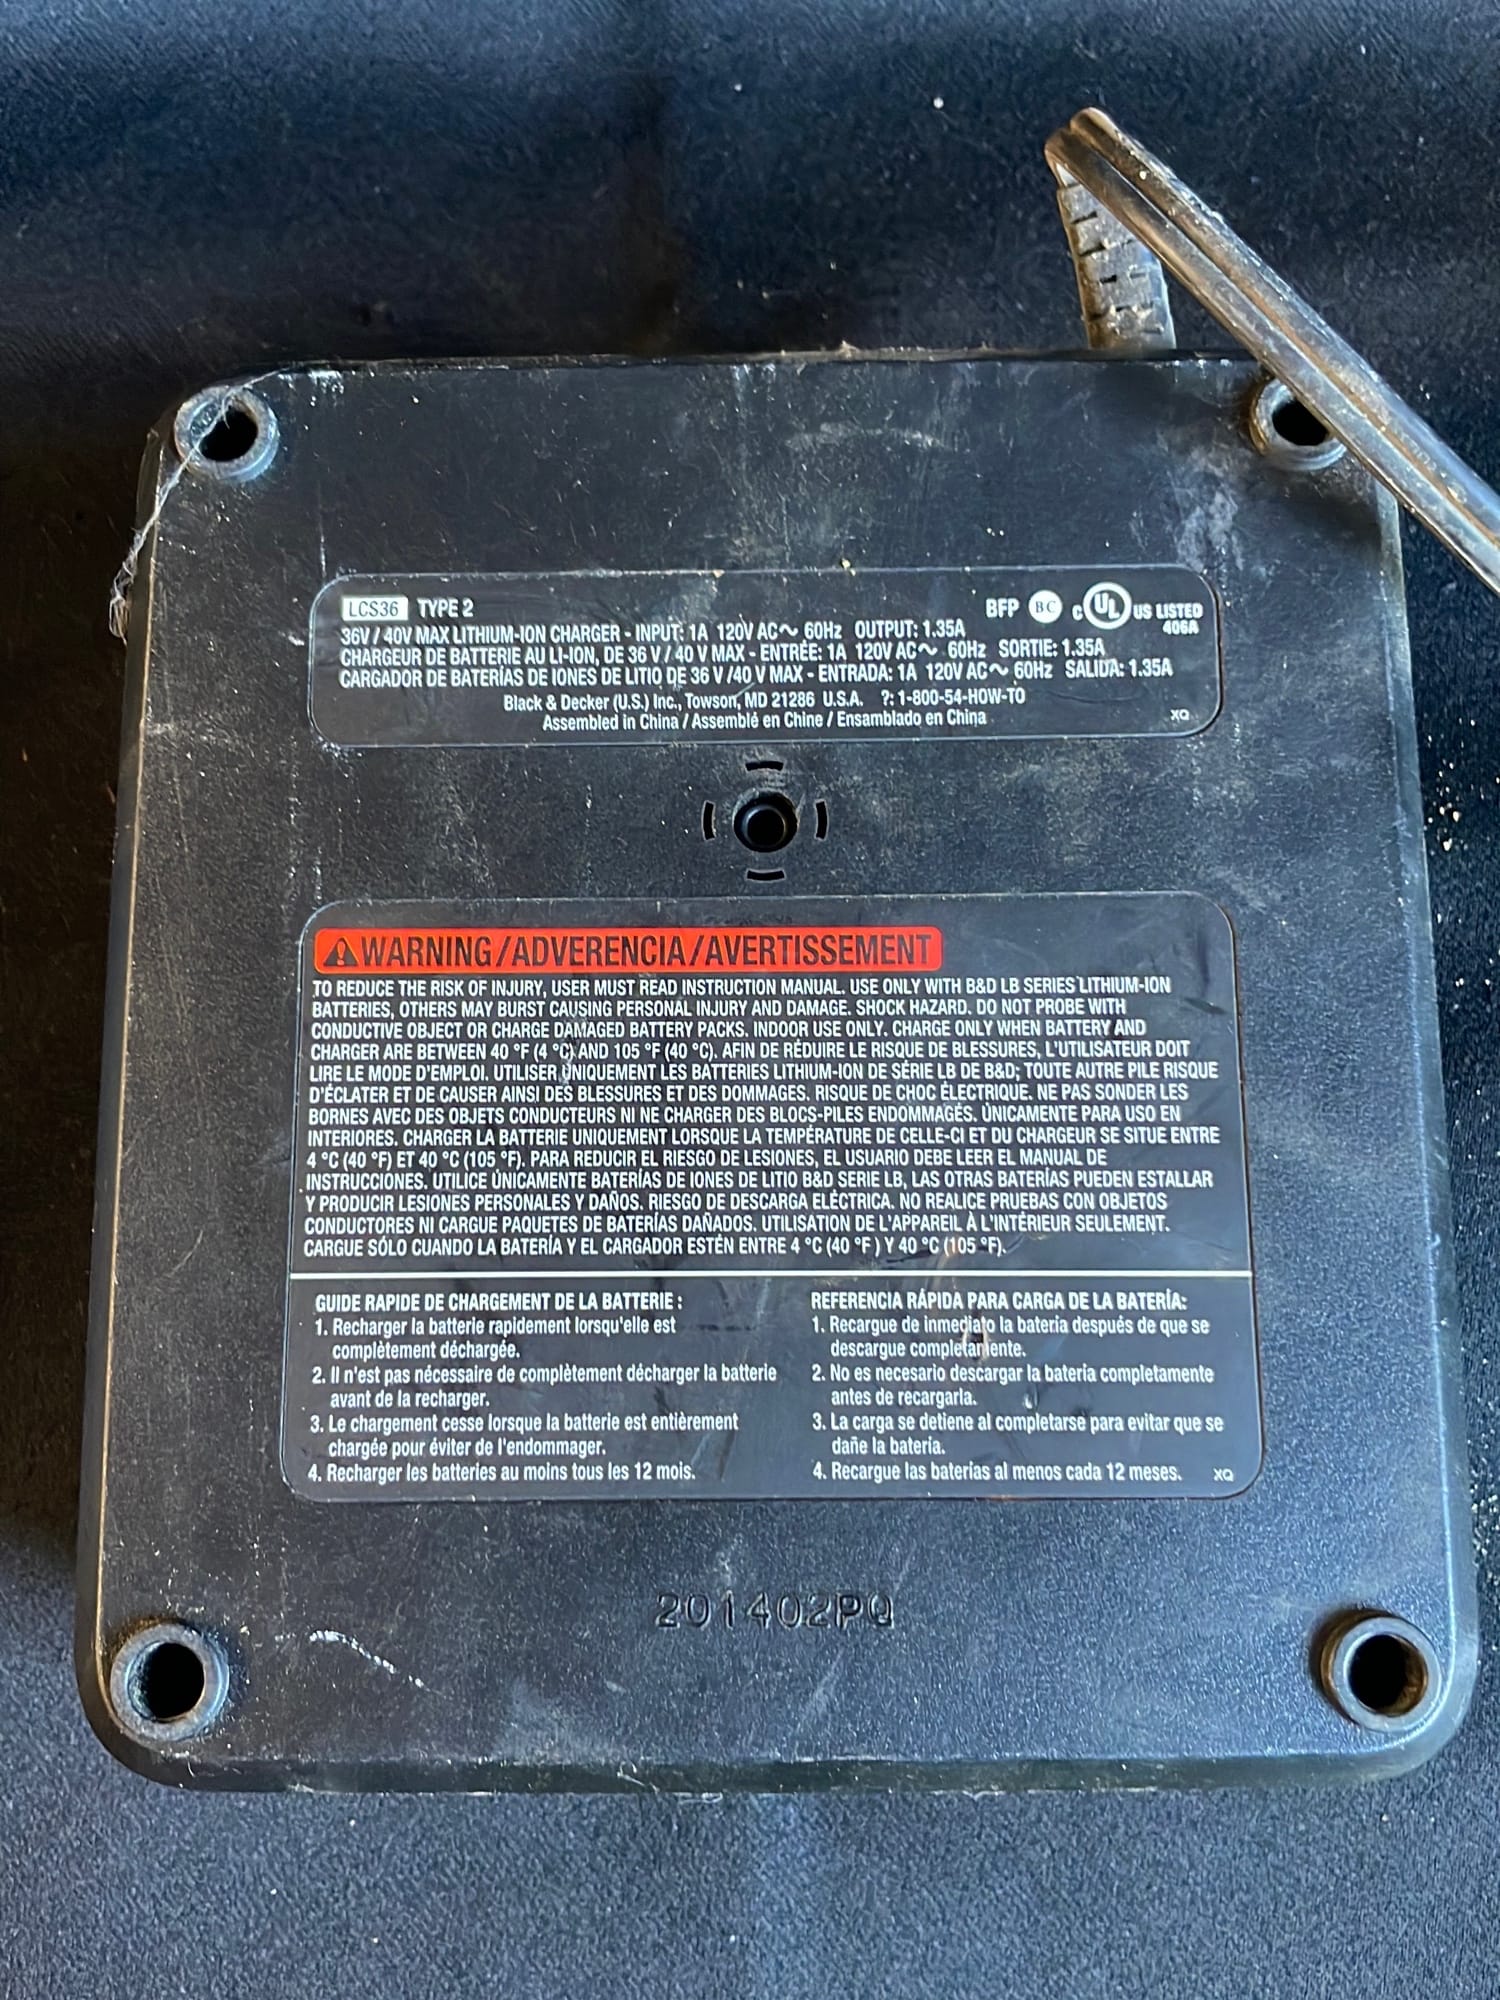 LCS36 TYPE 2 BFP BC C UL US LISTED
406A
36V / 40V MAX LITHIUM-ION CHARGER - INPUT: 1A 120V AC～ 60Hz OUTPUT: 1.35A
CHARGEUR DE BATTERIE AU LI-ION, DE 36 V / 40 V MAX - ENTRÉE: 1A 120V AC～ 60Hz SORTIE: 1.35A
CARGADOR DE BATERÍAS DE IONES DE LITIO DE 36 V /40 V MAX - ENTRADA: 1A 120V AC～ 60Hz SALIDA: 1.35A
Black & Decker (U.S.) Inc., Towson, MD 21286 U.S.A. ?: 1-800-54-HOW-TO
Assembled in China / Assemblé en Chine / Ensamblado en China XQ
WARNING/ADVERENCIA/AVERTISSEMENT
TO REDUCE THE RISK OF INJURY, USER MUST READ INSTRUCTION MANUAL. USE ONLY WITH B&D LB SERIES LITHIUM-ION
BATTERIES, OTHERS MAY BURST CAUSING PERSONAL INJURY AND DAMAGE. SHOCK HAZARD. DO NOT PROBE WITH
CONDUCTIVE OBJECT OR CHARGE DAMAGED BATTERY PACKS. INDOOR USE ONLY. CHARGE ONLY WHEN BATTERY AND
CHARGER ARE BETWEEN 40 °F (4 °C) AND 105 °F (40 °C). AFIN DE RÉDUIRE LE RISQUE DE BLESSURES, L'UTILISATEUR DOIT
LIRE LE MODE D'EMPLOI. UTILISER UNIQUEMENT LES BATTERIES LITHIUM-ION DE SÉRIE LB DE B&D; TOUTE AUTRE PILE RISQUE
D'ÉCLATER ET DE CAUSER AINSI DES BLESSURES ET DES DOMMAGES. RISQUE DE CHOC ÉLECTRIQUE. NE PAS SONDER LES
BORNES AVEC DES OBJETS CONDUCTEURS NI NE CHARGER DES BLOCS-PILES ENDOMMAGÉS. ÚNICAMENTE PARA USO EN
INTERIORES. CHARGER LA BATTERIE UNIQUEMENT LORSQUE LA TEMPÉRATURE DE CELLE-CI ET DU CHARGEUR SE SITUE ENTRE
4 °C (40 °F) ET 40 °C (105 °F). PARA REDUCIR EL RIESGO DE LESIONES, EL USUARIO DEBE LEER EL MANUAL DE
INSTRUCCIONES. UTILICE ÚNICAMENTE BATERÍAS DE IONES DE LITIO B&D SERIE LB, LAS OTRAS BATERÍAS PUEDEN ESTALLAR
Y PRODUCIR LESIONES PERSONALES Y DAÑOS. RIESGO DE DESCARGA ELÉCTRICA. NO REALICE PRUEBAS CON OBJETOS
CONDUCTORES NI CARGUE PAQUETES DE BATERÍAS DAÑADOS. UTILISATION DE L'APPAREIL À L'INTÉRIEUR SEULEMENT.
CARGUE SÓLO CUANDO LA BATERÍA Y EL CARGADOR ESTÉN ENTRE 4 °C (40 °F ) Y 40 °C (105 °F).
GUIDE RAPIDE DE CHARGEMENT DE LA BATTERIE :
1. Recharger la batterie rapidement lorsqu'elle est
complètement déchargée.
2. Il n'est pas nécessaire de complètement décharger la batterie
avant de la recharger.
3. Le chargement cesse lorsque la batterie est entièrement
chargée pour éviter de l'endommager.
4. Recharger les batteries au moins tous les 12 mois.
REFERENCIA RÁPIDA PARA CARGA DE LA BATERÍA:
1. Recargue de inmediato la batería después de que se
descargue completamente.
2. No es necesario descargar la batería completamente
antes de recargarla.
3. La carga se detiene al completarse para evitar que se
dañe la batería.
4. Recargue las baterías al menos cada 12 meses. XQ
201402PQ